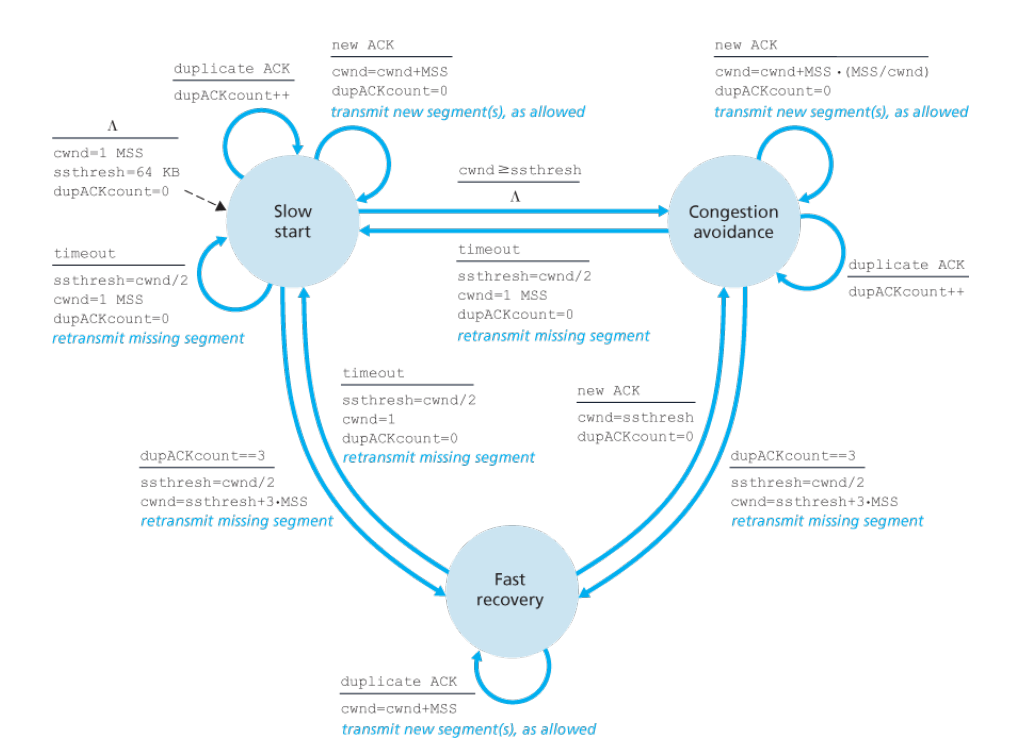 new ACK
cwnd=cwnd+MSS
dupACKcount=0
transmit new segment(s), as allowed
new ACK
cwnd=cwnd+MSS·(MSS/cwnd)
dupACKcount=0
transmit new segment(s), as allowed
duplicate ACK
dupACKcount++
Λ
cwnd=1 MSS
ssthresh=64 KB
dupACKcount=0
Slow
start
cwnd≥ssthresh
Λ
Congestion
avoidance
timeout
ssthresh=cwnd/2
cwnd=1 MSS
dupACKcount=0
retransmit missing segment
timeout
ssthresh=cwnd/2
cwnd=1 MSS
dupACKcount=0
retransmit missing segment
duplicate ACK
dupACKcount++
timeout
ssthresh=cwnd/2
cwnd=1
dupACKcount=0
retransmit missing segment
new ACK
cwnd=ssthresh
dupACKcount=0
dupACKcount==3
ssthresh=cwnd/2
cwnd=ssthresh+3·MSS
retransmit missing segment
dupACKcount==3
ssthresh=cwnd/2
cwnd=ssthresh+3·MSS
retransmit missing segment
Fast
recovery
duplicate ACK
cwnd=cwnd+MSS
transmit new segment(s), as allowed